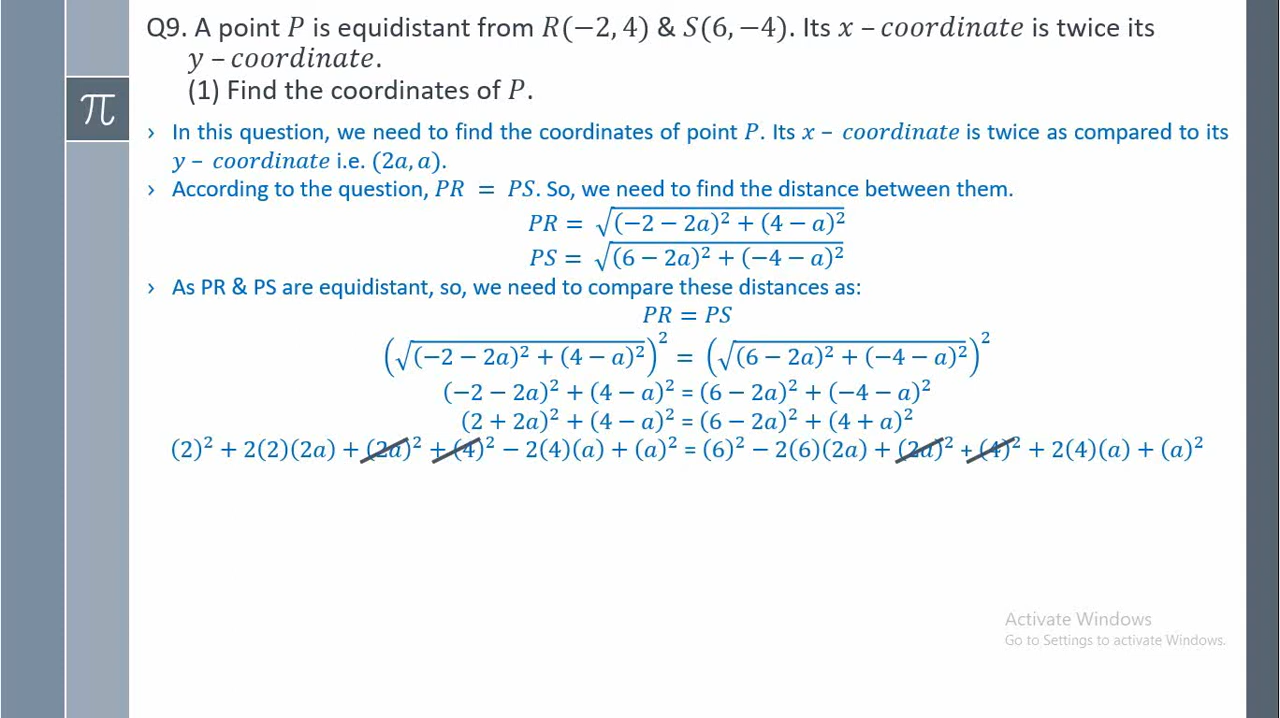 Q9. A point P is equidistant from R(−2, 4) & S(6, −4). Its x − coordinate is twice its
y − coordinate.
(1) Find the coordinates of P.
π
› In this question, we need to find the coordinates of point P. Its x − coordinate is twice as compared to its
y − coordinate i.e. (2a, a).
› According to the question, PR = PS. So, we need to find the distance between them.
PR = √(−2 − 2a)² + (4 − a)²
PS = √(6 − 2a)² + (−4 − a)²
› As PR & PS are equidistant, so, we need to compare these distances as:
PR = PS
(√(−2 − 2a)² + (4 − a)²)² = (√(6 − 2a)² + (−4 − a)²)²
(−2 − 2a)² + (4 − a)² = (6 − 2a)² + (−4 − a)²
(2 + 2a)² + (4 − a)² = (6 − 2a)² + (4 + a)²
(2)² + 2(2)(2a) + (2a)² + (4)² − 2(4)(a) + (a)² = (6)² − 2(6)(2a) + (2a)² + (4)² + 2(4)(a) + (a)²
Activate Windows
Go to Settings to activate Windows.